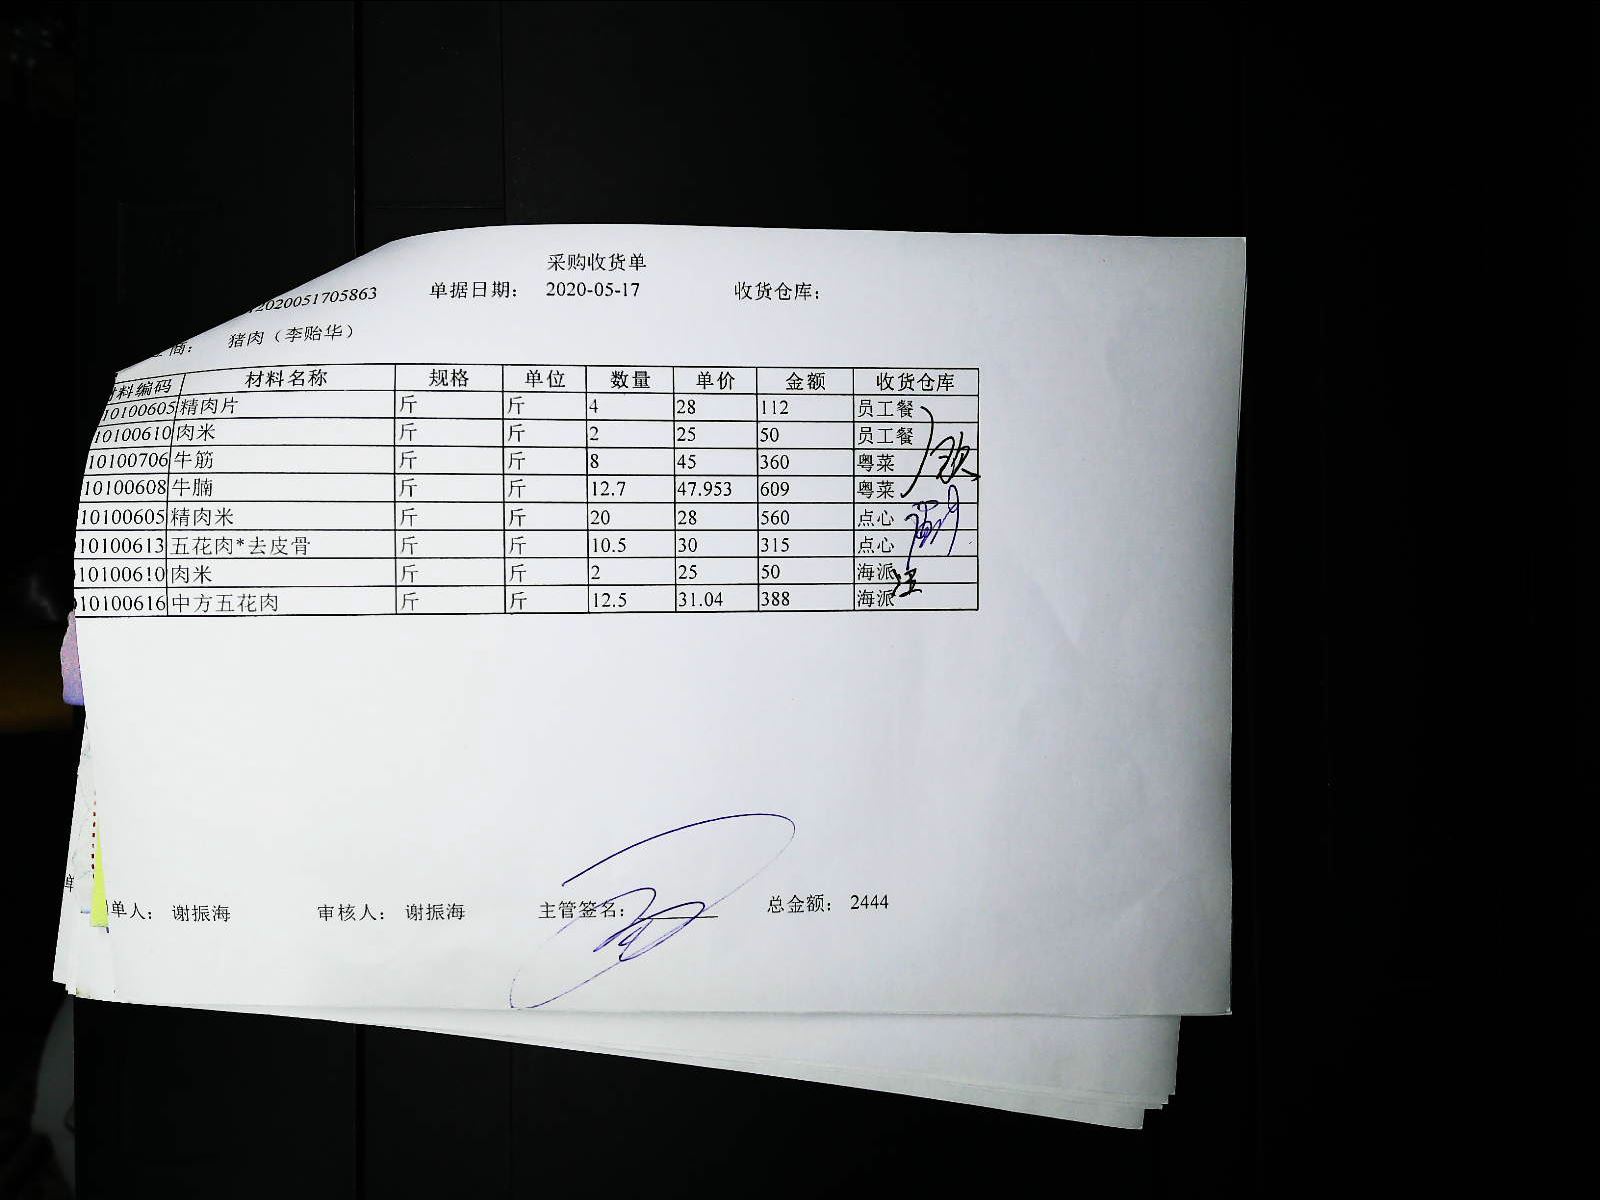 采购收货单
2020051705863 单据日期： 2020-05-17 收货仓库：
商： 猪肉（李贻华）
材料编码 材料名称 规格 单位 数量 单价 金额 收货仓库
10100605 精肉片 斤 斤 4 28 112 员工餐
10100610 肉米 斤 斤 2 25 50 员工餐
10100706 牛筋 斤 斤 8 45 360 粤菜
10100608 牛腩 斤 斤 12.7 47.953 609 粤菜
10100605 精肉米 斤 斤 20 28 560 点心
10100613 五花肉*去皮骨 斤 斤 10.5 30 315 点心
10100610 肉米 斤 斤 2 25 50 海派
10100616 中方五花肉 斤 斤 12.5 31.04 388 海派
单人： 谢振海 审核人： 谢振海 主管签名： 总金额： 2444